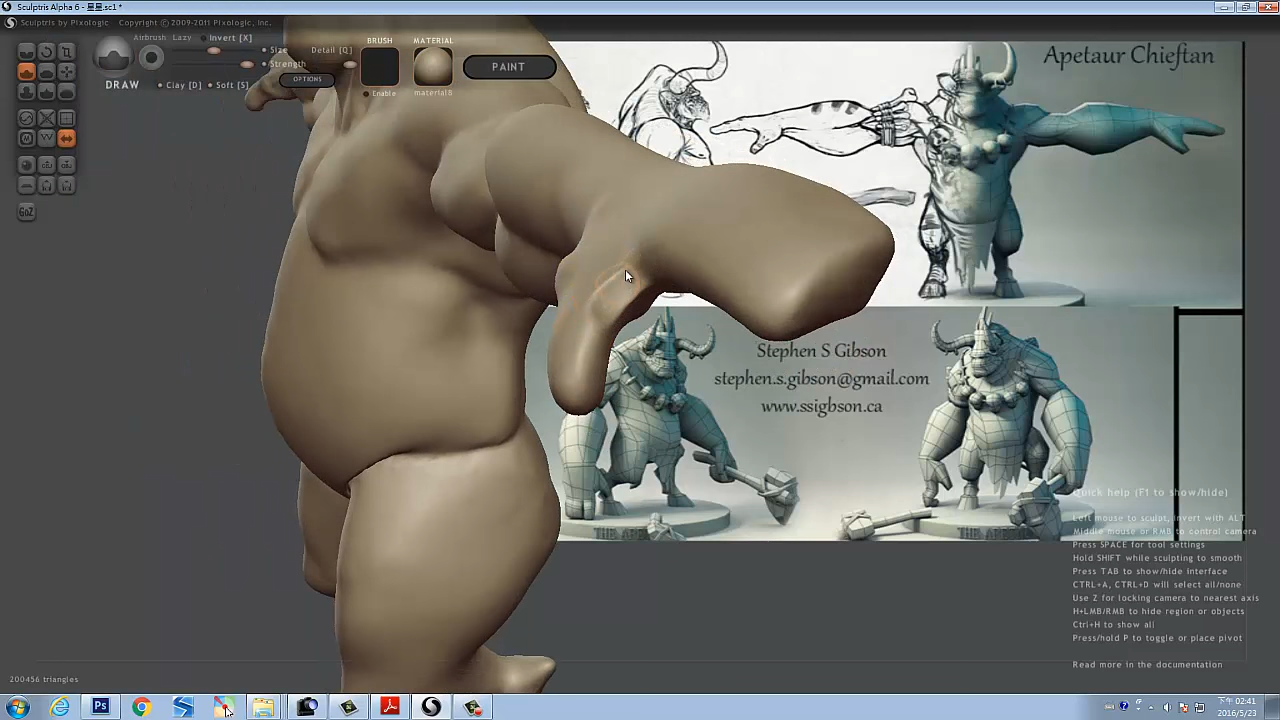 Sculptris Alpha 6 - 星星.sc1 *
Sculptris by Pixologic Copyright © 2009-2011 Pixologic, Inc.
Airbrush Lazy Invert [X]
Size
Detail [Q]
Strength
OPTIONS
DRAW
Clay [D] Soft [S]
BRUSH
Enable
MATERIAL
material8
PAINT
GoZ
Apetaur Chieftan
Stephen S Gibson
stephen.s.gibson@gmail.com
www.ssigbson.ca
Quick help (F1 to show/hide)
Left mouse to sculpt, invert with ALT
Middle mouse or RMB to control camera
Press SPACE for tool settings
Hold SHIFT while sculpting to smooth
Press TAB to show/hide interface
CTRL+A, CTRL+D will select all/none
Use Z for locking camera to nearest axis
H+LMB/RMB to hide region or objects
Ctrl+H to show all
Press/hold P to toggle or place pivot
Read more in the documentation
200456 triangles
Ps
下午 02:41
2016/5/23